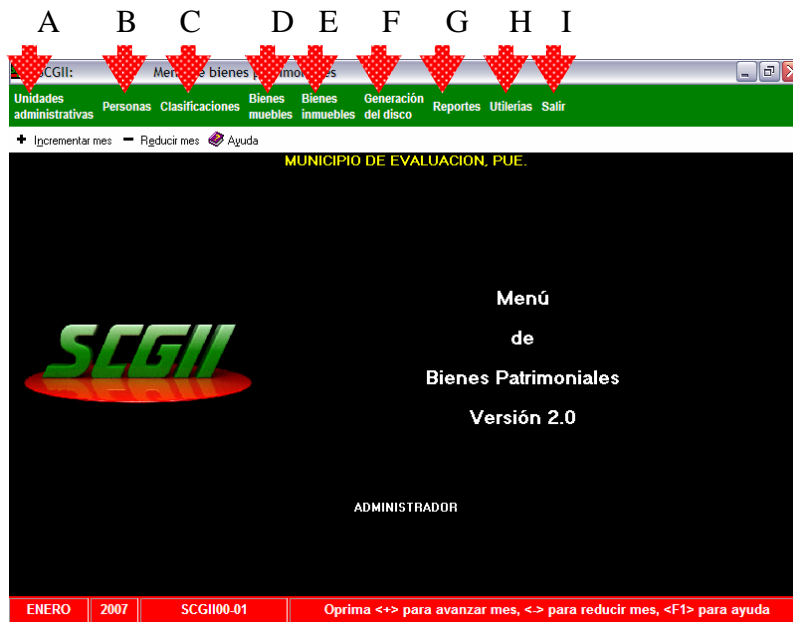 A B C D E F G H I
SCGII: Menú de bienes patrimoniales
Unidades administrativas Personas Clasificaciones Bienes muebles Bienes inmuebles Generación del disco Reportes Utilerias Salir
Incrementar mes Reducir mes Ayuda
MUNICIPIO DE EVALUACION, PUE.
Menú
de
SCGII
Bienes Patrimoniales
Versión 2.0
ADMINISTRADOR
ENERO 2007 SCGII00-01 Oprima <+> para avanzar mes, <-> para reducir mes, <F1> para ayuda